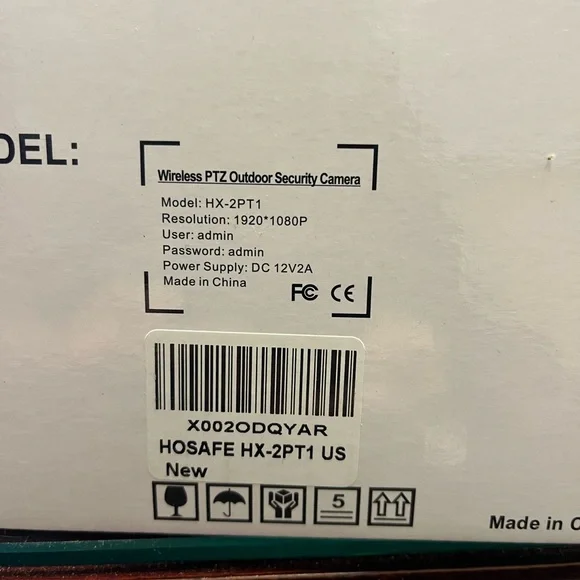 DEL:
Wireless PTZ Outdoor Security Camera
Model: HX-2PT1
Resolution: 1920*1080P
User: admin
Password: admin
Power Supply: DC 12V2A
Made in China
FC CE
X002ODQYAR
HOSAFE HX-2PT1 US
New
5
Made in C